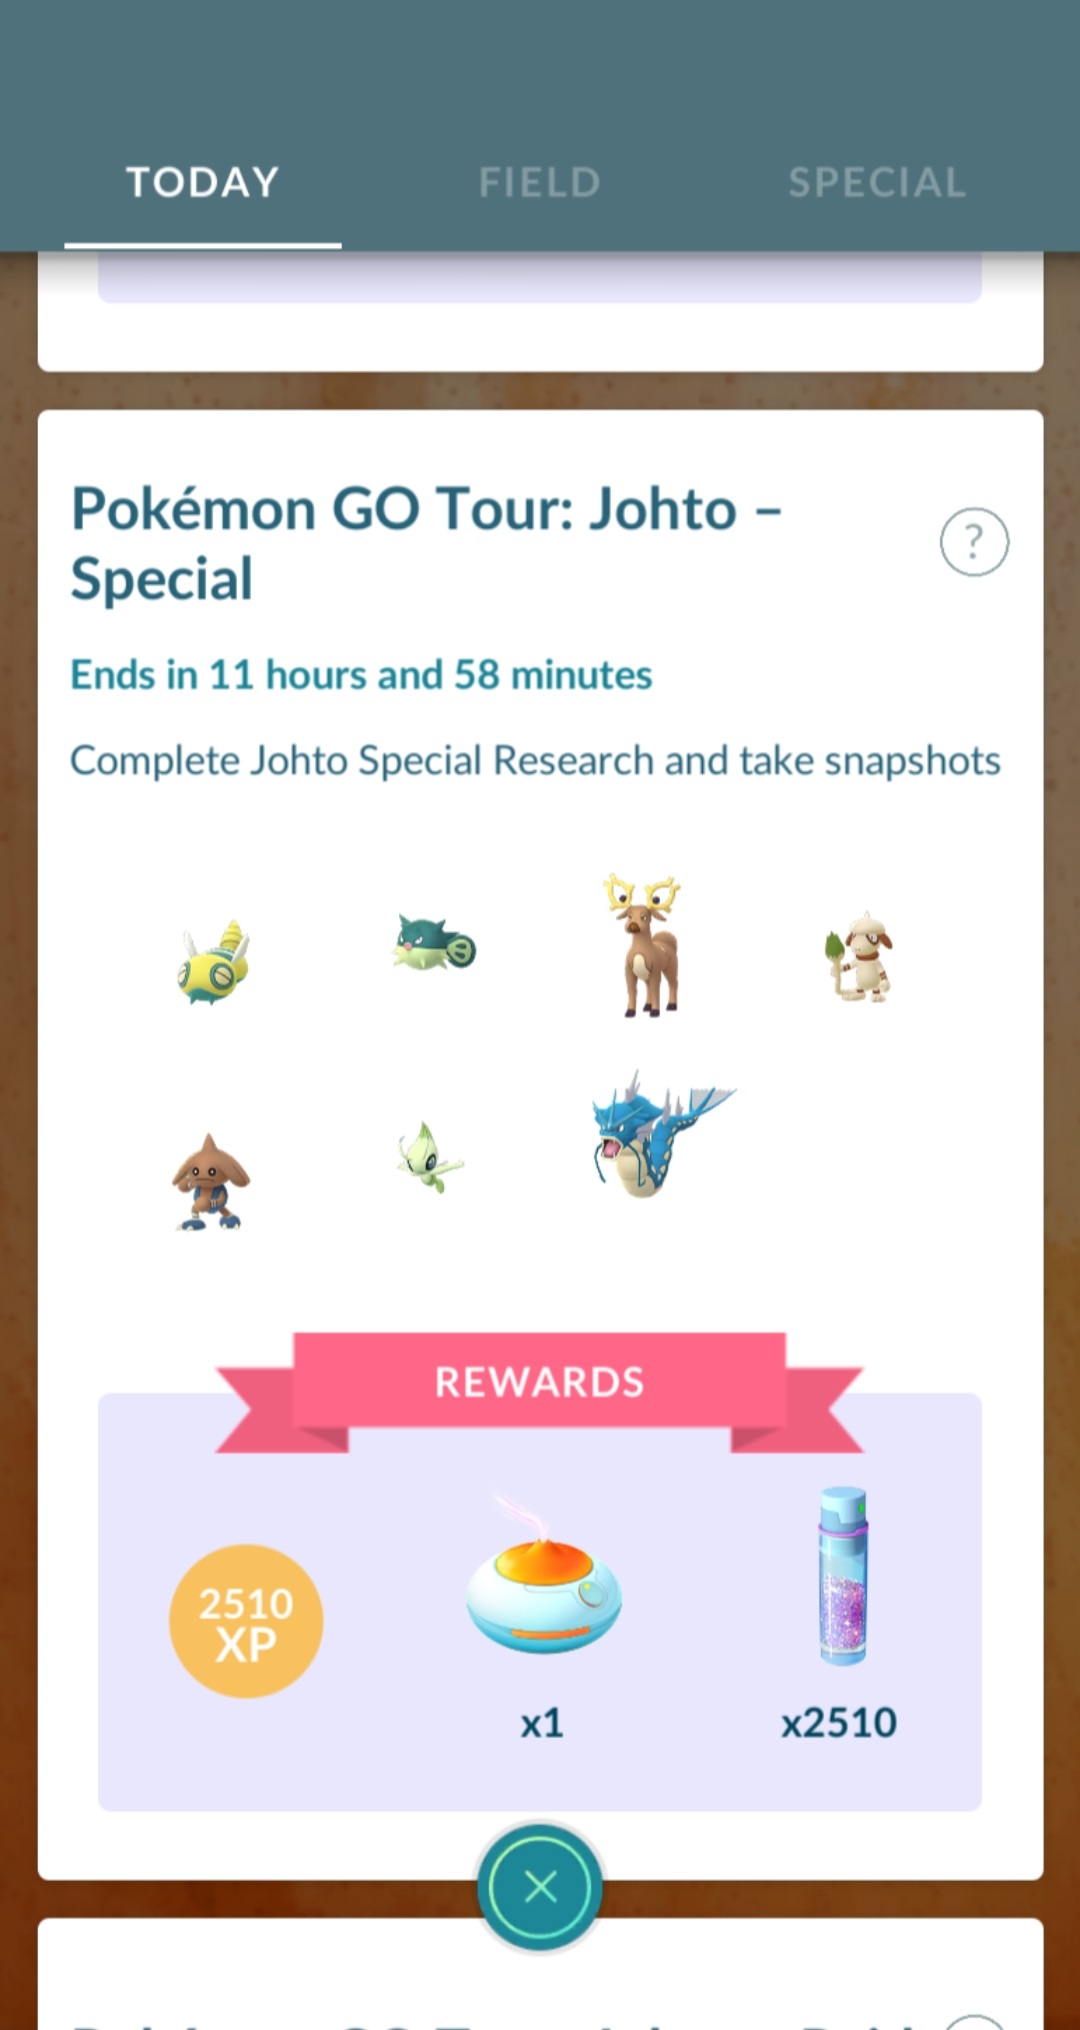 TODAY
FIELD
SPECIAL
Pokémon GO Tour: Johto –
Special
?
Ends in 11 hours and 58 minutes
Complete Johto Special Research and take snapshots
REWARDS
2510
XP
x1
x2510